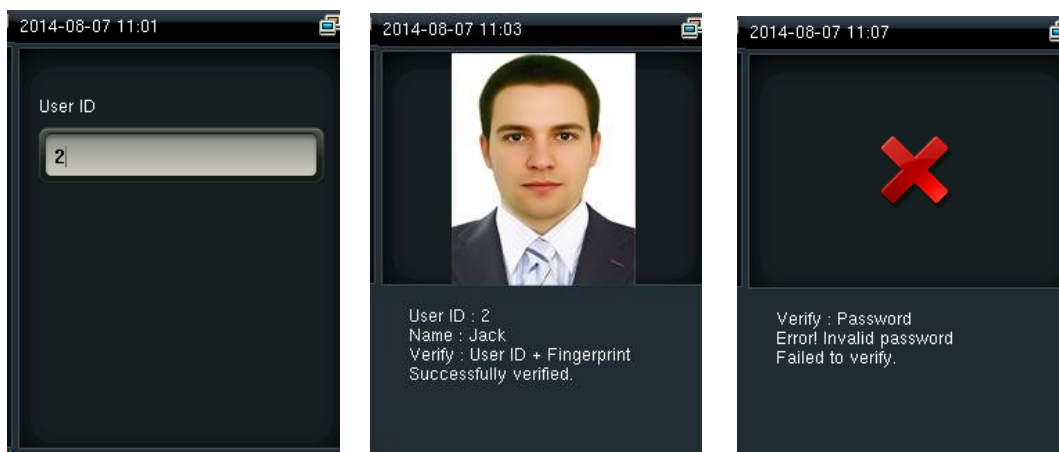 2014-08-07 11:01
User ID
2
2014-08-07 11:03
User ID : 2
Name : Jack
Verify : User ID + Fingerprint
Successfully verified.
2014-08-07 11:07
Verify : Password
Error! Invalid password
Failed to verify.